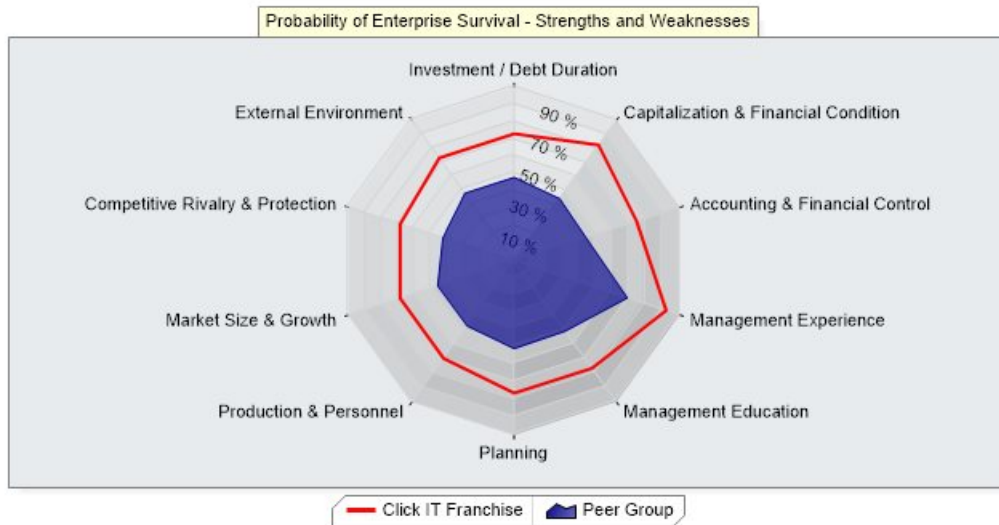 Probability of Enterprise Survival - Strengths and Weaknesses
Investment / Debt Duration
External Environment
Capitalization & Financial Condition
90 %
70 %
50 %
Competitive Rivalry & Protection
Accounting & Financial Control
30 %
10 %
Market Size & Growth
Management Experience
Production & Personnel
Management Education
Planning
Click IT Franchise
Peer Group